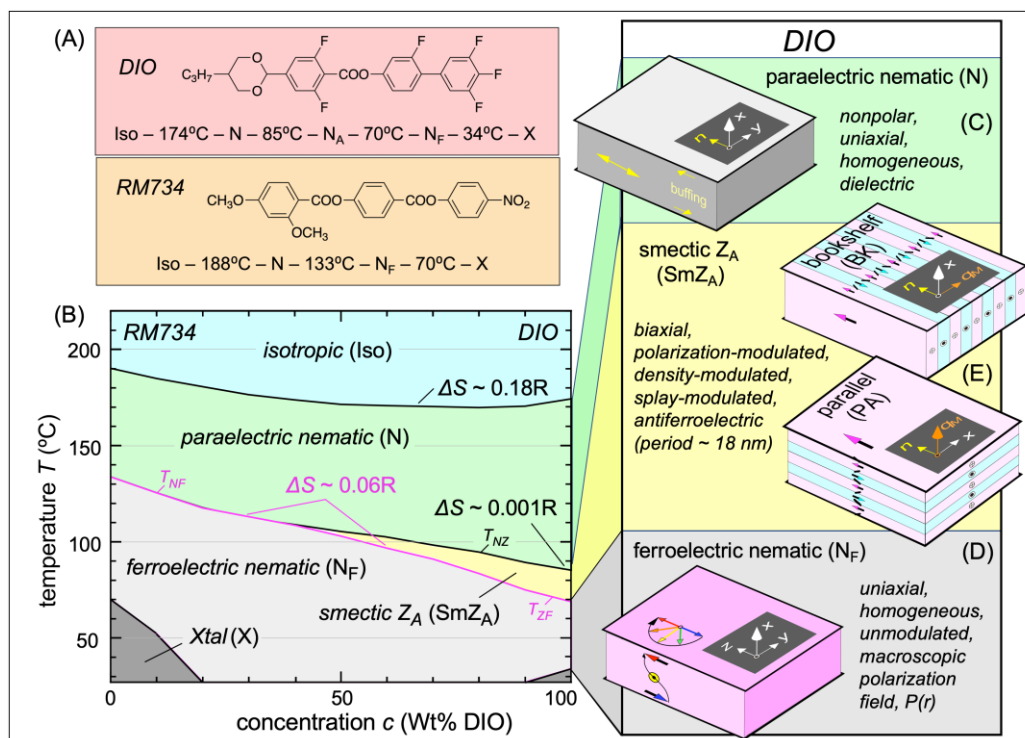 (A)
DIO
C3H7
O
O
F
F
COO
F
F
F
F
Iso – 174ºC – N – 85ºC – NA – 70ºC – NF – 34ºC – X
RM734
CH3O
OCH3
COO
COO
NO2
Iso – 188ºC – N – 133ºC – NF – 70ºC – X
(B)
RM734
DIO
isotropic (Iso)
ΔS ~ 0.18R
paraelectric nematic (N)
TNF
ΔS ~ 0.06R
ΔS ~ 0.001R
TNZ
ferroelectric nematic (NF)
smectic ZA (SmZA)
TZF
Xtal (X)
200
150
100
50
0
50
100
temperature T (ºC)
concentration c (Wt% DIO)
DIO
paraelectric nematic (N)
(C)
nonpolar,
uniaxial,
homogeneous,
dielectric
n
x
y
buffing
smectic ZA
(SmZA)
bookshelf
(BK)
n
x
qM
biaxial,
polarization-modulated,
density-modulated,
splay-modulated,
antiferroelectric
(period ~ 18 nm)
(E)
parallel
(PA)
n
qM
x
ferroelectric nematic (NF)
(D)
z
x
y
uniaxial,
homogeneous,
unmodulated,
macroscopic
polarization
field, P(r)